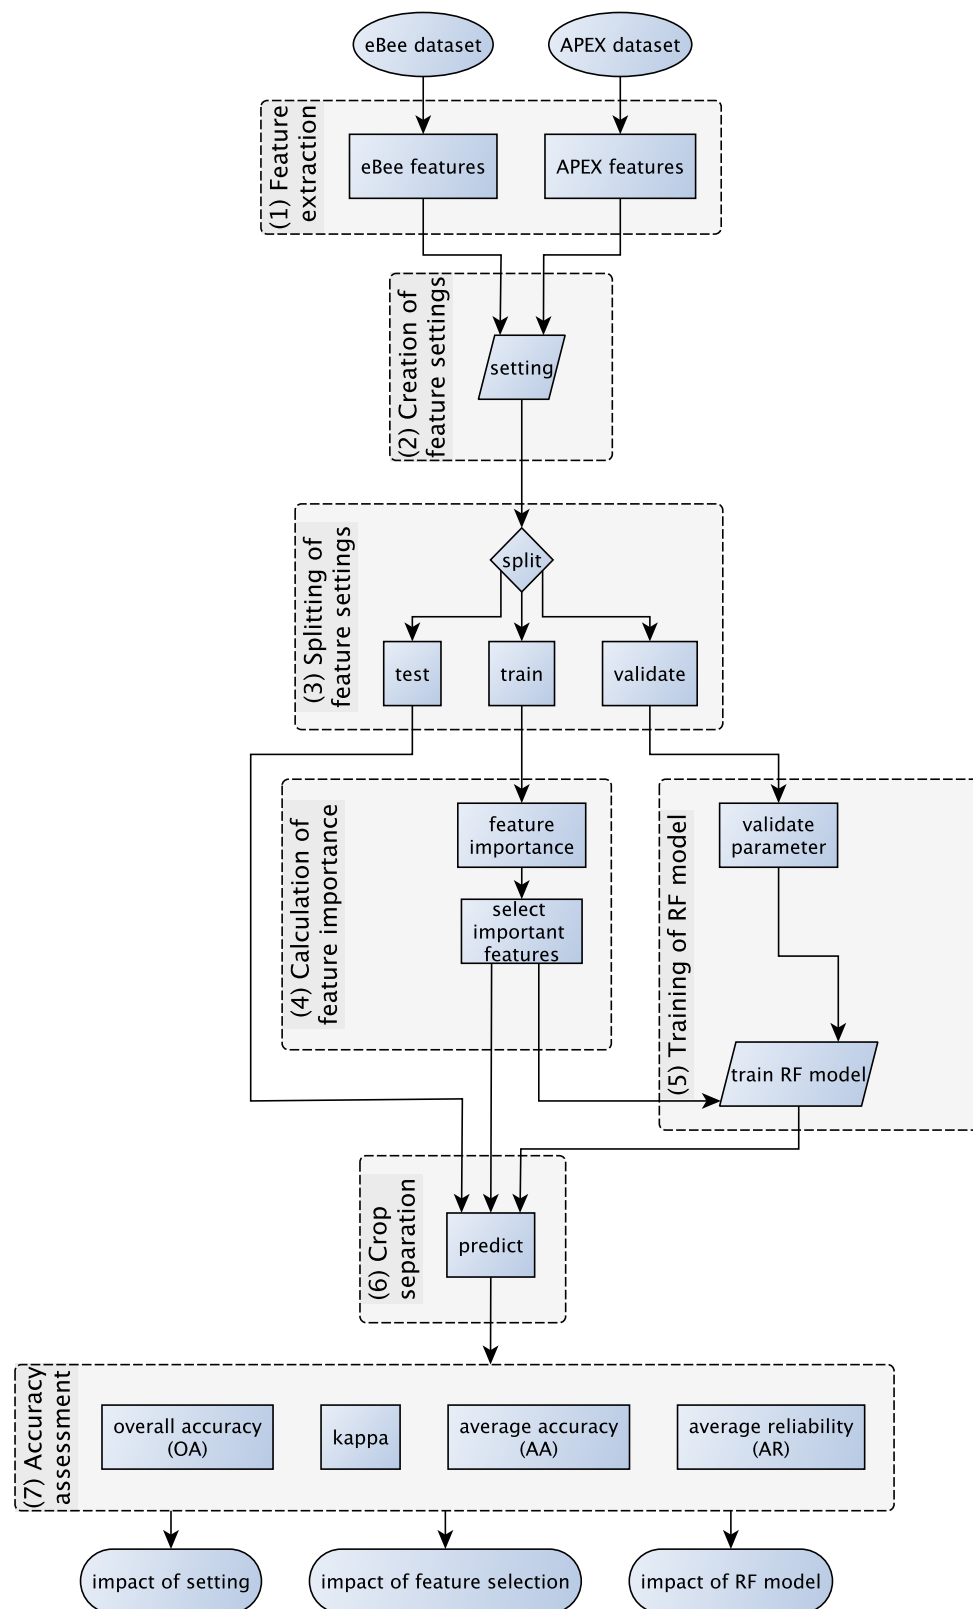 eBee dataset
APEX dataset
(1) Feature
extraction
eBee features
APEX features
(2) Creation of
feature settings
setting
(3) Splitting of
feature settings
split
test
train
validate
(4) Calculation of
feature importance
feature
importance
select
important
features
(5) Training of RF model
validate
parameter
train RF model
(6) Crop
separation
predict
(7) Accuracy
assessment
overall accuracy
(OA)
kappa
average accuracy
(AA)
average reliability
(AR)
impact of setting
impact of feature selection
impact of RF model